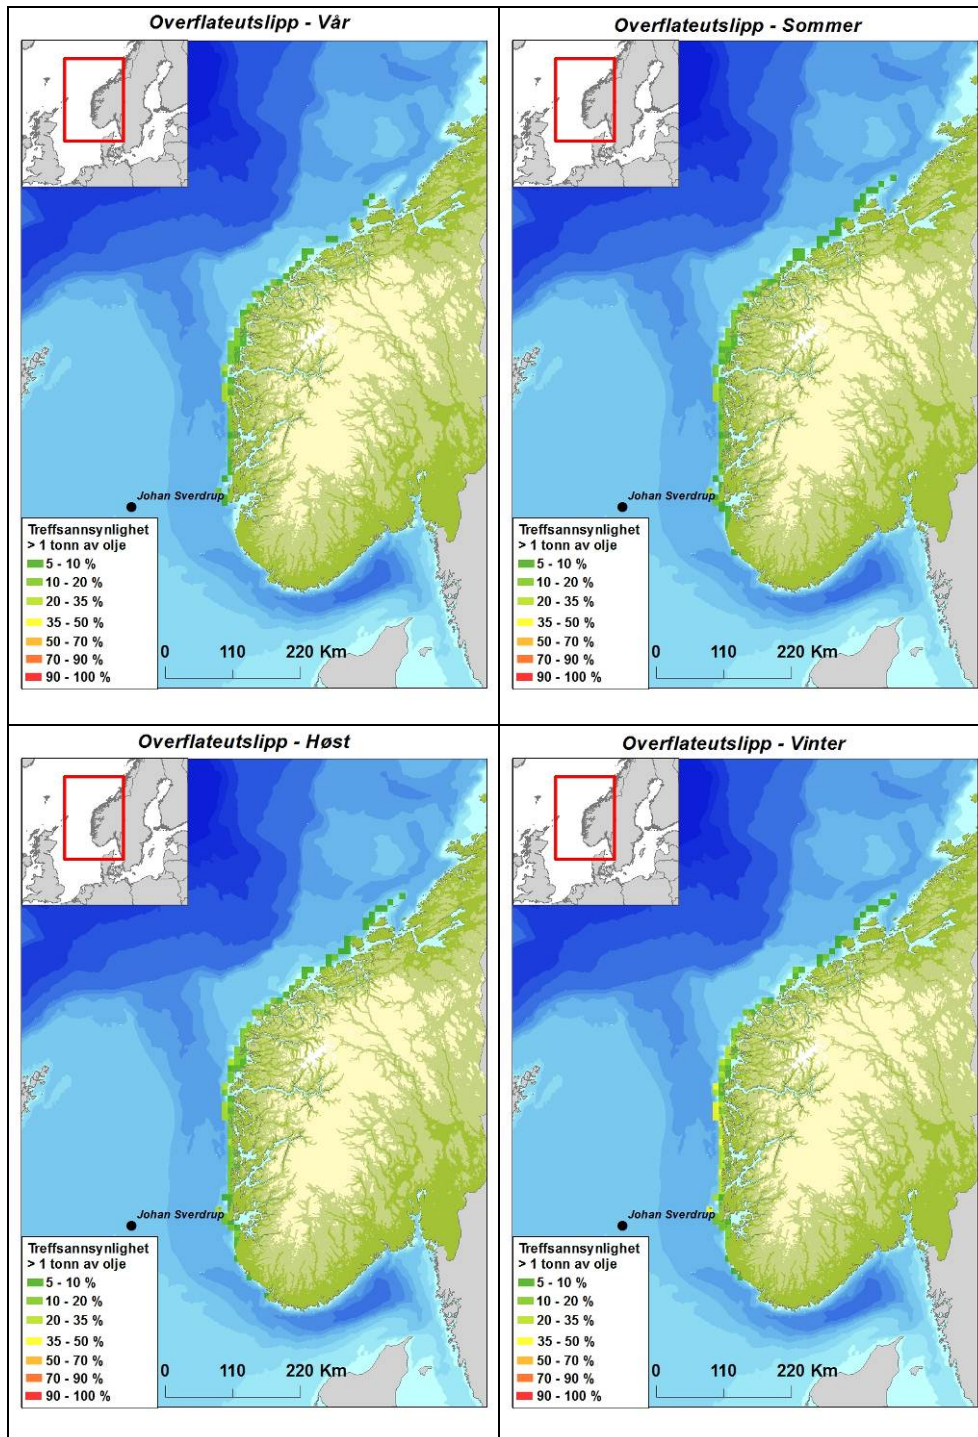 Overflateutslipp - Vår
Johan Sverdrup
Treffsannsynlighet
> 1 tonn av olje
5 - 10 %
10 - 20 %
20 - 35 %
35 - 50 %
50 - 70 %
70 - 90 %
90 - 100 %
0 110 220 Km
Overflateutslipp - Sommer
Johan Sverdrup
Treffsannsynlighet
> 1 tonn av olje
5 - 10 %
10 - 20 %
20 - 35 %
35 - 50 %
50 - 70 %
70 - 90 %
90 - 100 %
0 110 220 Km
Overflateutslipp - Høst
Johan Sverdrup
Treffsannsynlighet
> 1 tonn av olje
5 - 10 %
10 - 20 %
20 - 35 %
35 - 50 %
50 - 70 %
70 - 90 %
90 - 100 %
0 110 220 Km
Overflateutslipp - Vinter
Johan Sverdrup
Treffsannsynlighet
> 1 tonn av olje
5 - 10 %
10 - 20 %
20 - 35 %
35 - 50 %
50 - 70 %
70 - 90 %
90 - 100 %
0 110 220 Km